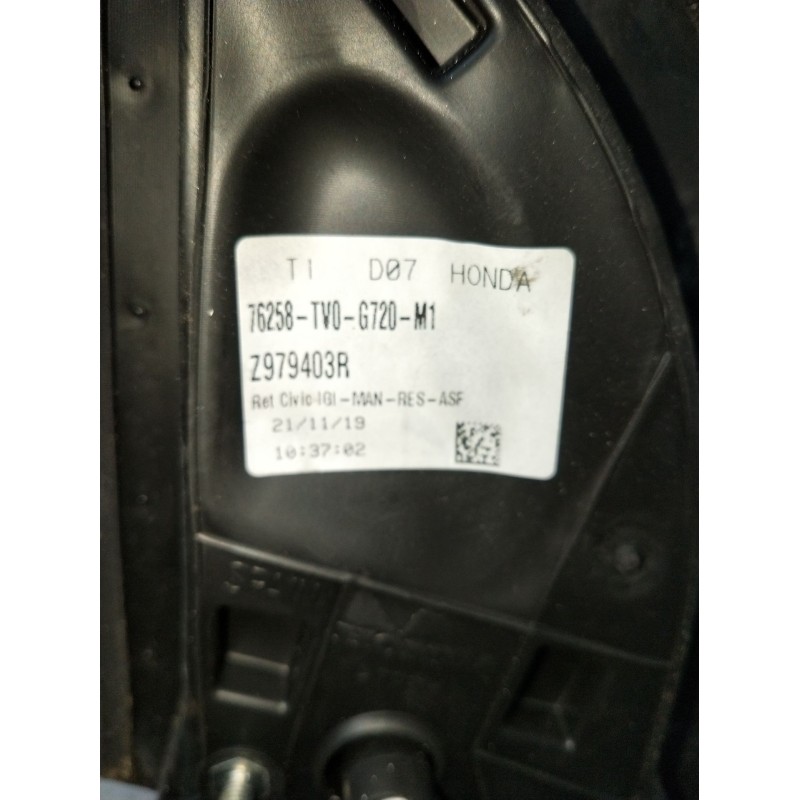 T1 D07 HONDA
76258-TV0-G720-M1
Z979403R
Ret Civic IGI-MAN-RES-ASF
21/11/19
10:37:02